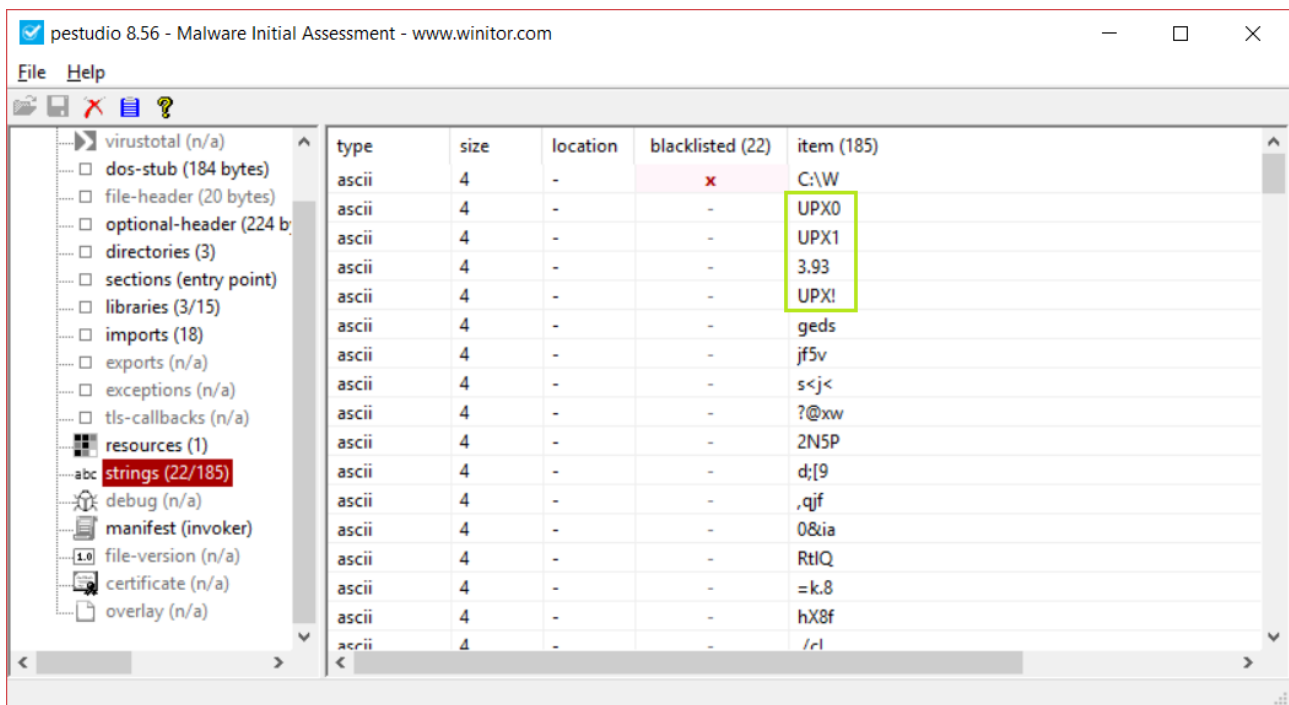 pestudio 8.56 - Malware Initial Assessment - www.winitor.com
File Help
virustotal (n/a)
dos-stub (184 bytes)
file-header (20 bytes)
optional-header (224 b
directories (3)
sections (entry point)
libraries (3/15)
imports (18)
exports (n/a)
exceptions (n/a)
tls-callbacks (n/a)
resources (1)
abc strings (22/185)
debug (n/a)
manifest (invoker)
1.0 file-version (n/a)
certificate (n/a)
overlay (n/a)
type size location blacklisted (22) item (185)
ascii 4 - x C:\W
ascii 4 - - UPX0
ascii 4 - - UPX1
ascii 4 - - 3.93
ascii 4 - - UPX!
ascii 4 - - geds
ascii 4 - - jf5v
ascii 4 - - s<j<
ascii 4 - - ?@xw
ascii 4 - - 2N5P
ascii 4 - - d;[9
ascii 4 - - ,qjf
ascii 4 - - 0&ia
ascii 4 - - RtlQ
ascii 4 - - =k.8
ascii 4 - - hX8f
ascii 4 - -